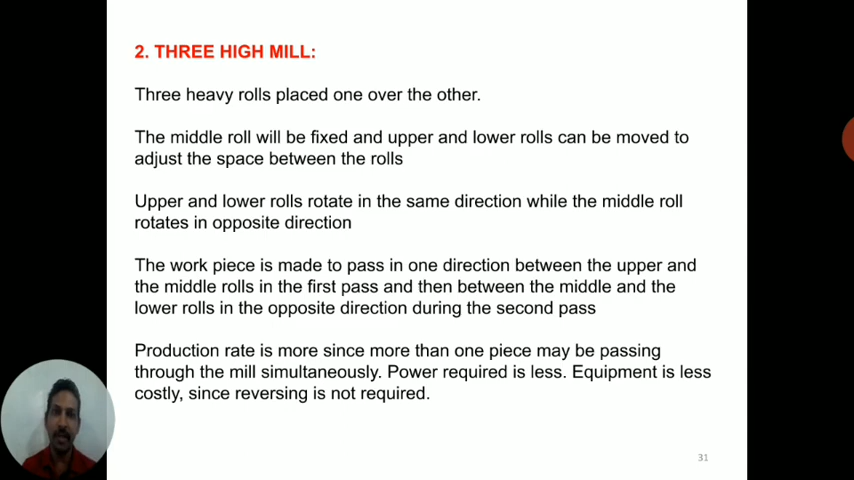 2. THREE HIGH MILL:
Three heavy rolls placed one over the other.
The middle roll will be fixed and upper and lower rolls can be moved to
adjust the space between the rolls
Upper and lower rolls rotate in the same direction while the middle roll
rotates in opposite direction
The work piece is made to pass in one direction between the upper and
the middle rolls in the first pass and then between the middle and the
lower rolls in the opposite direction during the second pass
Production rate is more since more than one piece may be passing
through the mill simultaneously. Power required is less. Equipment is less
costly, since reversing is not required.
31